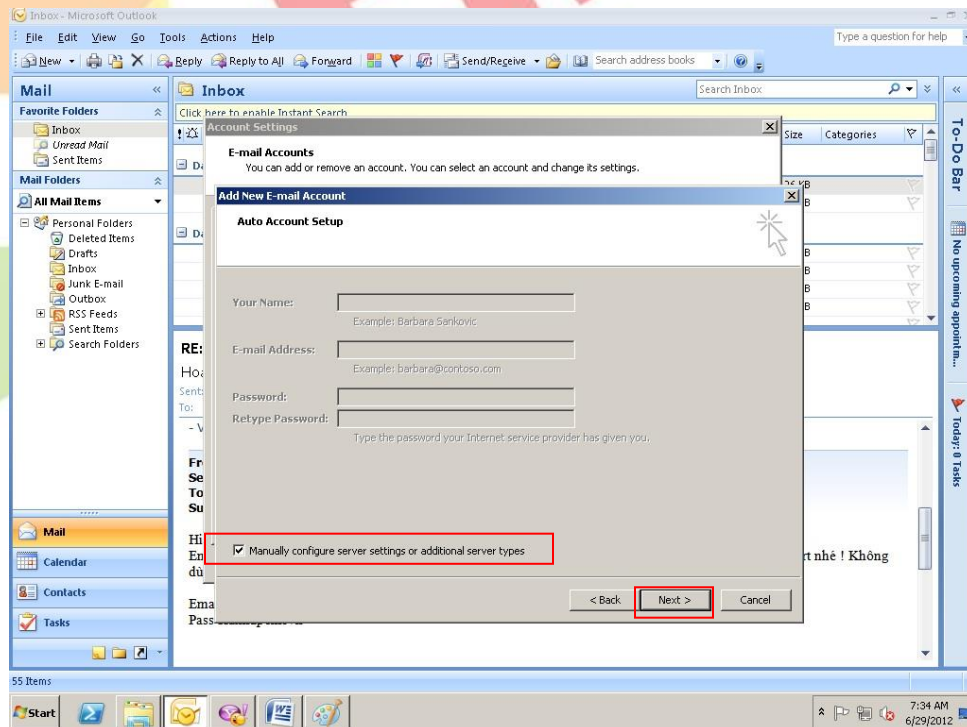 Inbox - Microsoft Outlook
File Edit View Go Tools Actions Help
Type a question for help
New Reply Reply to All Forward Send/Receive Search address books
Mail
Favorite Folders
Inbox
Unread Mail
Sent Items
Mail Folders
All Mail Items
Personal Folders
Deleted Items
Drafts
Inbox
Junk E-mail
Outbox
RSS Feeds
Sent Items
Search Folders
Mail
Calendar
Contacts
Tasks
Inbox
Search Inbox
Click here to enable Instant Search
Size Categories
Account Settings
E-mail Accounts
You can add or remove an account. You can select an account and change its settings.
Add New E-mail Account
Auto Account Setup
Your Name:
Example: Barbara Sankovic
E-mail Address:
Example: barbara@contoso.com
Password:
Retype Password:
Type the password your Internet service provider has given you.
Manually configure server settings or additional server types
< Back Next > Cancel
RE:
To:
Hi
nhé ! Không
dù
To-Do Bar
No upcoming appointm...
Today: 0 Tasks
55 Items
Start
7:34 AM
6/29/2012